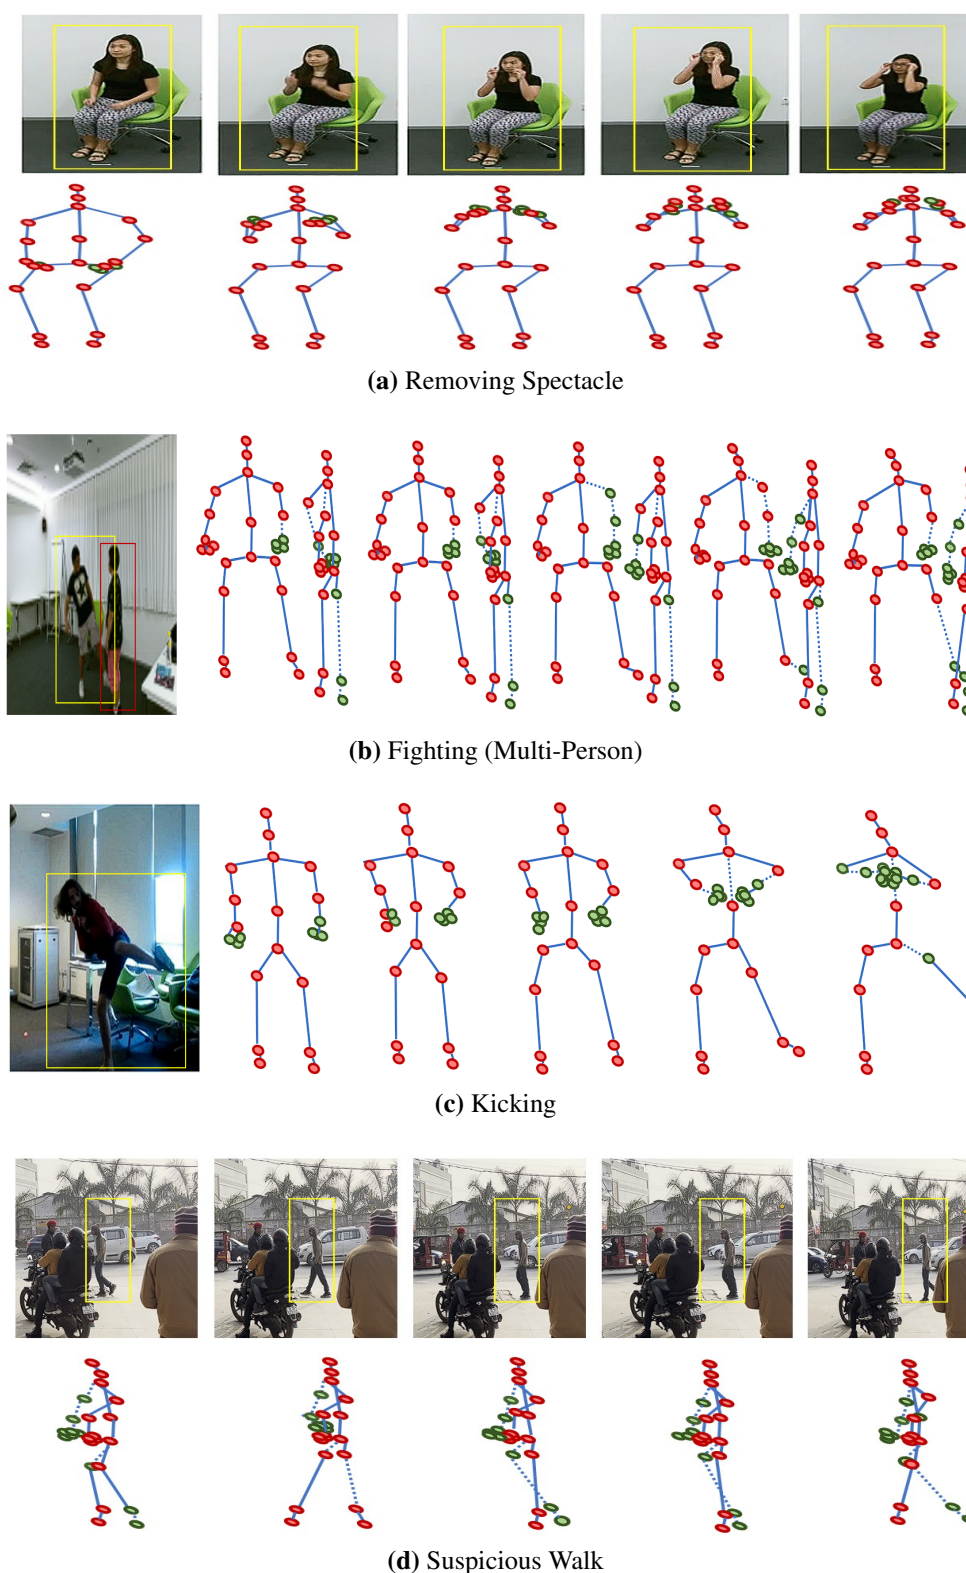 (a) Removing Spectacle
(b) Fighting (Multi-Person)
(c) Kicking
(d) Suspicious Walk